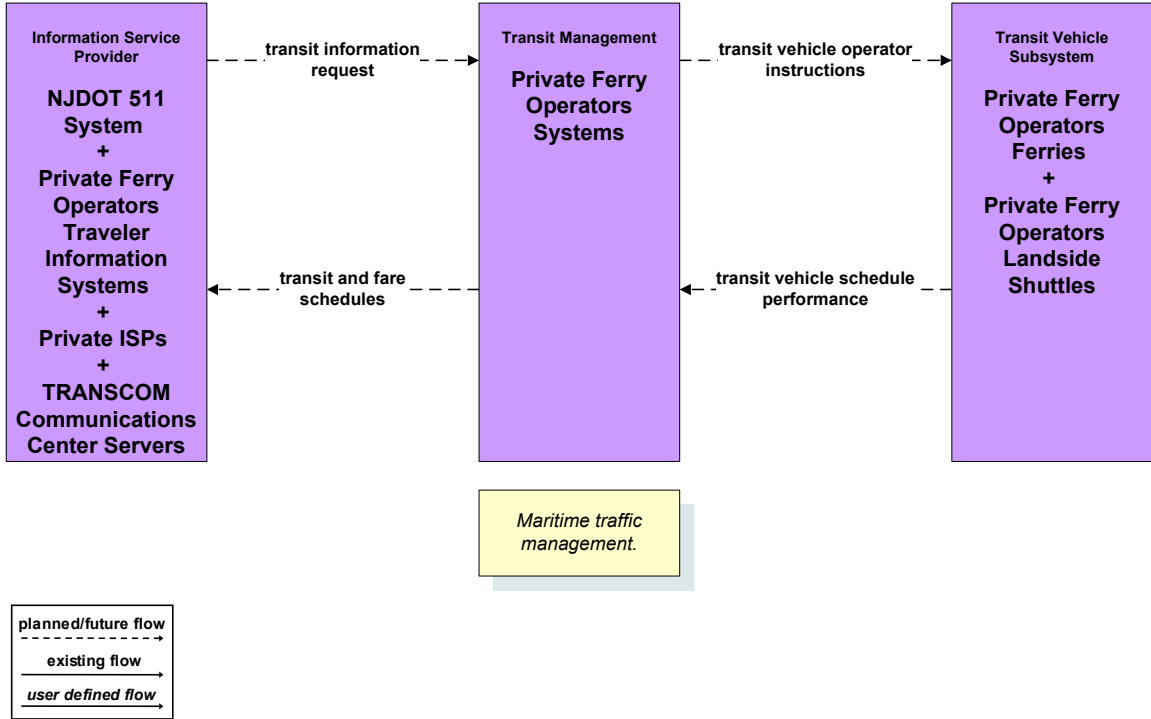 Information Service
Provider
NJDOT 511
System
+
Private Ferry
Operators
Traveler
Information
Systems
+
Private ISPs
+
TRANSCOM
Communications
Center Servers
transit information
request
transit and fare
schedules
Transit Management
Private Ferry
Operators
Systems
transit vehicle operator
instructions
transit vehicle schedule
performance
Transit Vehicle
Subsystem
Private Ferry
Operators
Ferries
+
Private Ferry
Operators
Landside
Shuttles
Maritime traffic
management.
planned/future flow
existing flow
user defined flow